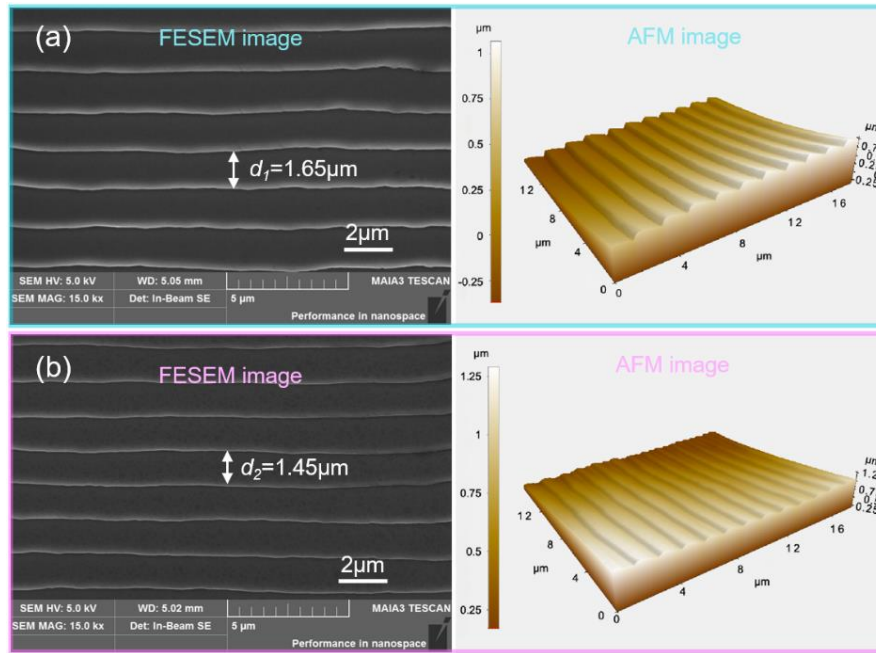 (a)
FESEM image
d1=1.65µm
2µm
SEM HV: 5.0 kV WD: 5.05 mm MAIA3 TESCAN
SEM MAG: 15.0 kx Det: In-Beam SE 5 µm
Performance in nanospace
AFM image
µm
1
0.75
0.5
0.25
0
-0.25
µm
12
8
µm
4
0
0
4
µm
8
12
16
(b)
FESEM image
d2=1.45µm
2µm
SEM HV: 5.0 kV WD: 5.02 mm MAIA3 TESCAN
SEM MAG: 15.0 kx Det: In-Beam SE 5 µm
Performance in nanospace
AFM image
µm
1.25
1
0.75
0.5
0.25
µm
12
8
µm
4
0
0
4
µm
8
12
16